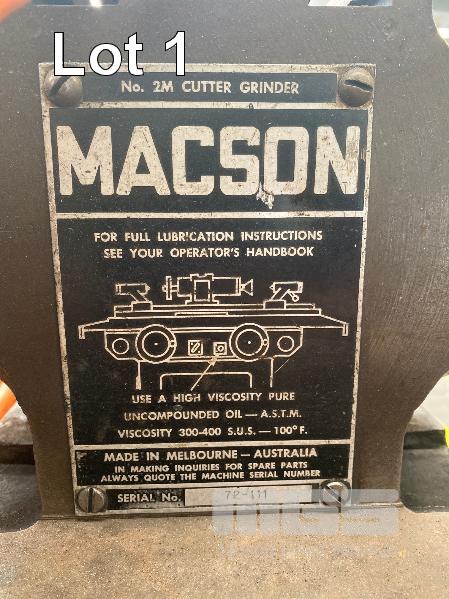 Lot 1
No. 2M CUTTER GRINDER
MACSON
FOR FULL LUBRICATION INSTRUCTIONS
SEE YOUR OPERATOR'S HANDBOOK
USE A HIGH VISCOSITY PURE
UNCOMPOUNDED OIL — A.S.T.M.
VISCOSITY 300-400 S.U.S. — 100° F.
MADE IN MELBOURNE — AUSTRALIA
IN MAKING INQUIRIES FOR SPARE PARTS
ALWAYS QUOTE THE MACHINE SERIAL NUMBER
SERIAL No.
MGS